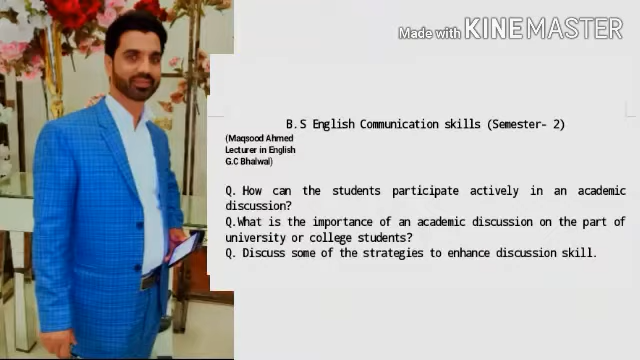 Made with KINEMASTER
B.S English Communication skills (Semester- 2)
(Maqsood Ahmed
Lecturer in English
G.C Bhalwal)
Q. How can the students participate actively in an academic
discussion?
Q.What is the importance of an academic discussion on the part of
university or college students?
Q. Discuss some of the strategies to enhance discussion skill.